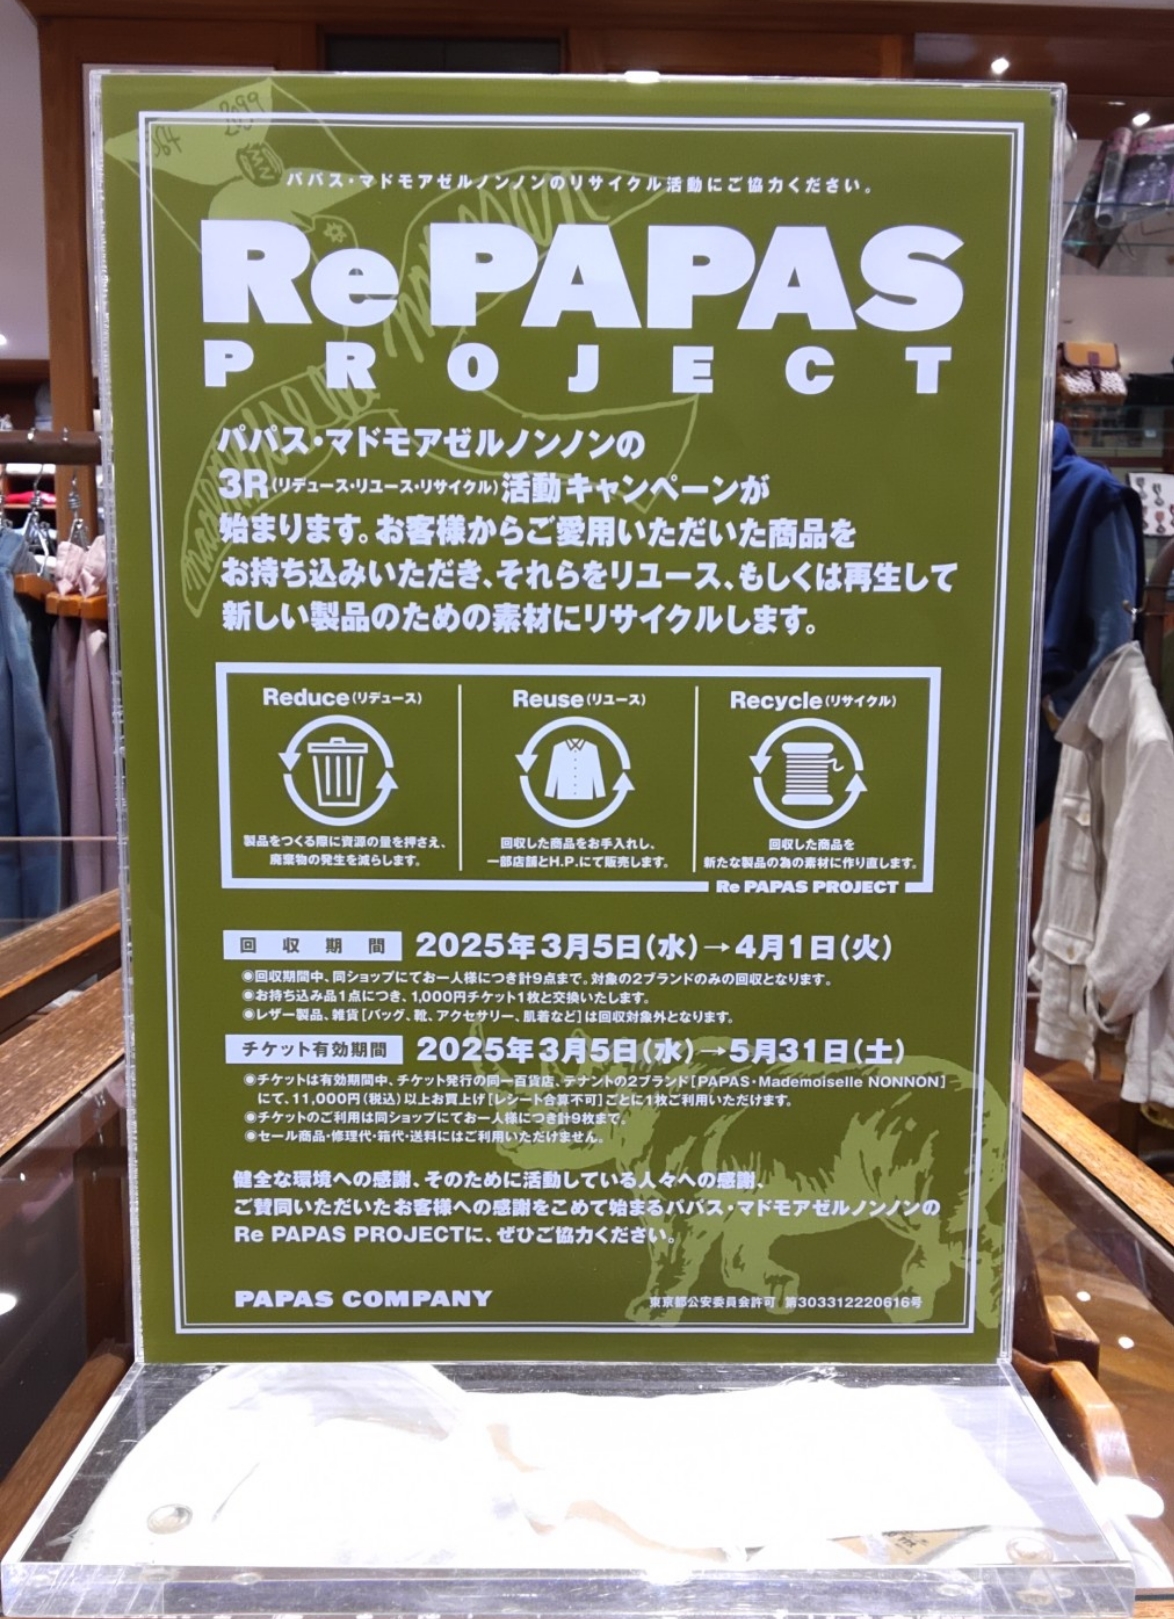 パパス・マドモアゼルノンノンのリサイクル活動にご協力ください。
Re PAPAS
PROJECT
パパス・マドモアゼルノンノンの
3R(リデュース・リユース・リサイクル)活動キャンペーンが
始まります。お客様からご愛用いただいた商品を
お持ち込みいただき、それらをリユース、もしくは再生して
新しい製品のための素材にリサイクルします。
Reduce(リデュース)
製品をつくる際に資源の量を押さえ、
廃棄物の発生を減らします。
Reuse(リユース)
回収した商品をお手入れし、
一部店舗とH.P.にて販売します。
Recycle(リサイクル)
回収した商品を
新たな製品の為の素材に作り直します。
Re PAPAS PROJECT
回収期間 2025年3月5日(水)→4月1日(火)
◉回収期間中、同ショップにてお一人様につき計9点まで。対象の2ブランドのみの回収となります。
◉お持ち込み品1点につき、1,000円チケット1枚と交換いたします。
◉レザー製品、雑貨[バッグ、靴、アクセサリー、肌着など]は回収対象外となります。
チケット有効期間 2025年3月5日(水)→5月31日(土)
◉チケットは有効期間中、チケット発行の同一百貨店、テナントの2ブランド[PAPAS・Mademoiselle NONNON]
にて、11,000円(税込)以上お買上げ[レシート合算不可]ごとに1枚ご利用いただけます。
◉チケットのご利用は同ショップにてお一人様につき計9枚まで。
◉セール商品・修理代・箱代・送料にはご利用いただけません。
健全な環境への感謝、そのために活動している人々への感謝、
ご賛同いただいたお客様への感謝をこめて始まるパパス・マドモアゼルノンノンの
Re PAPAS PROJECTに、ぜひご協力ください。
PAPAS COMPANY
東京都公安委員会許可 第303312220616号